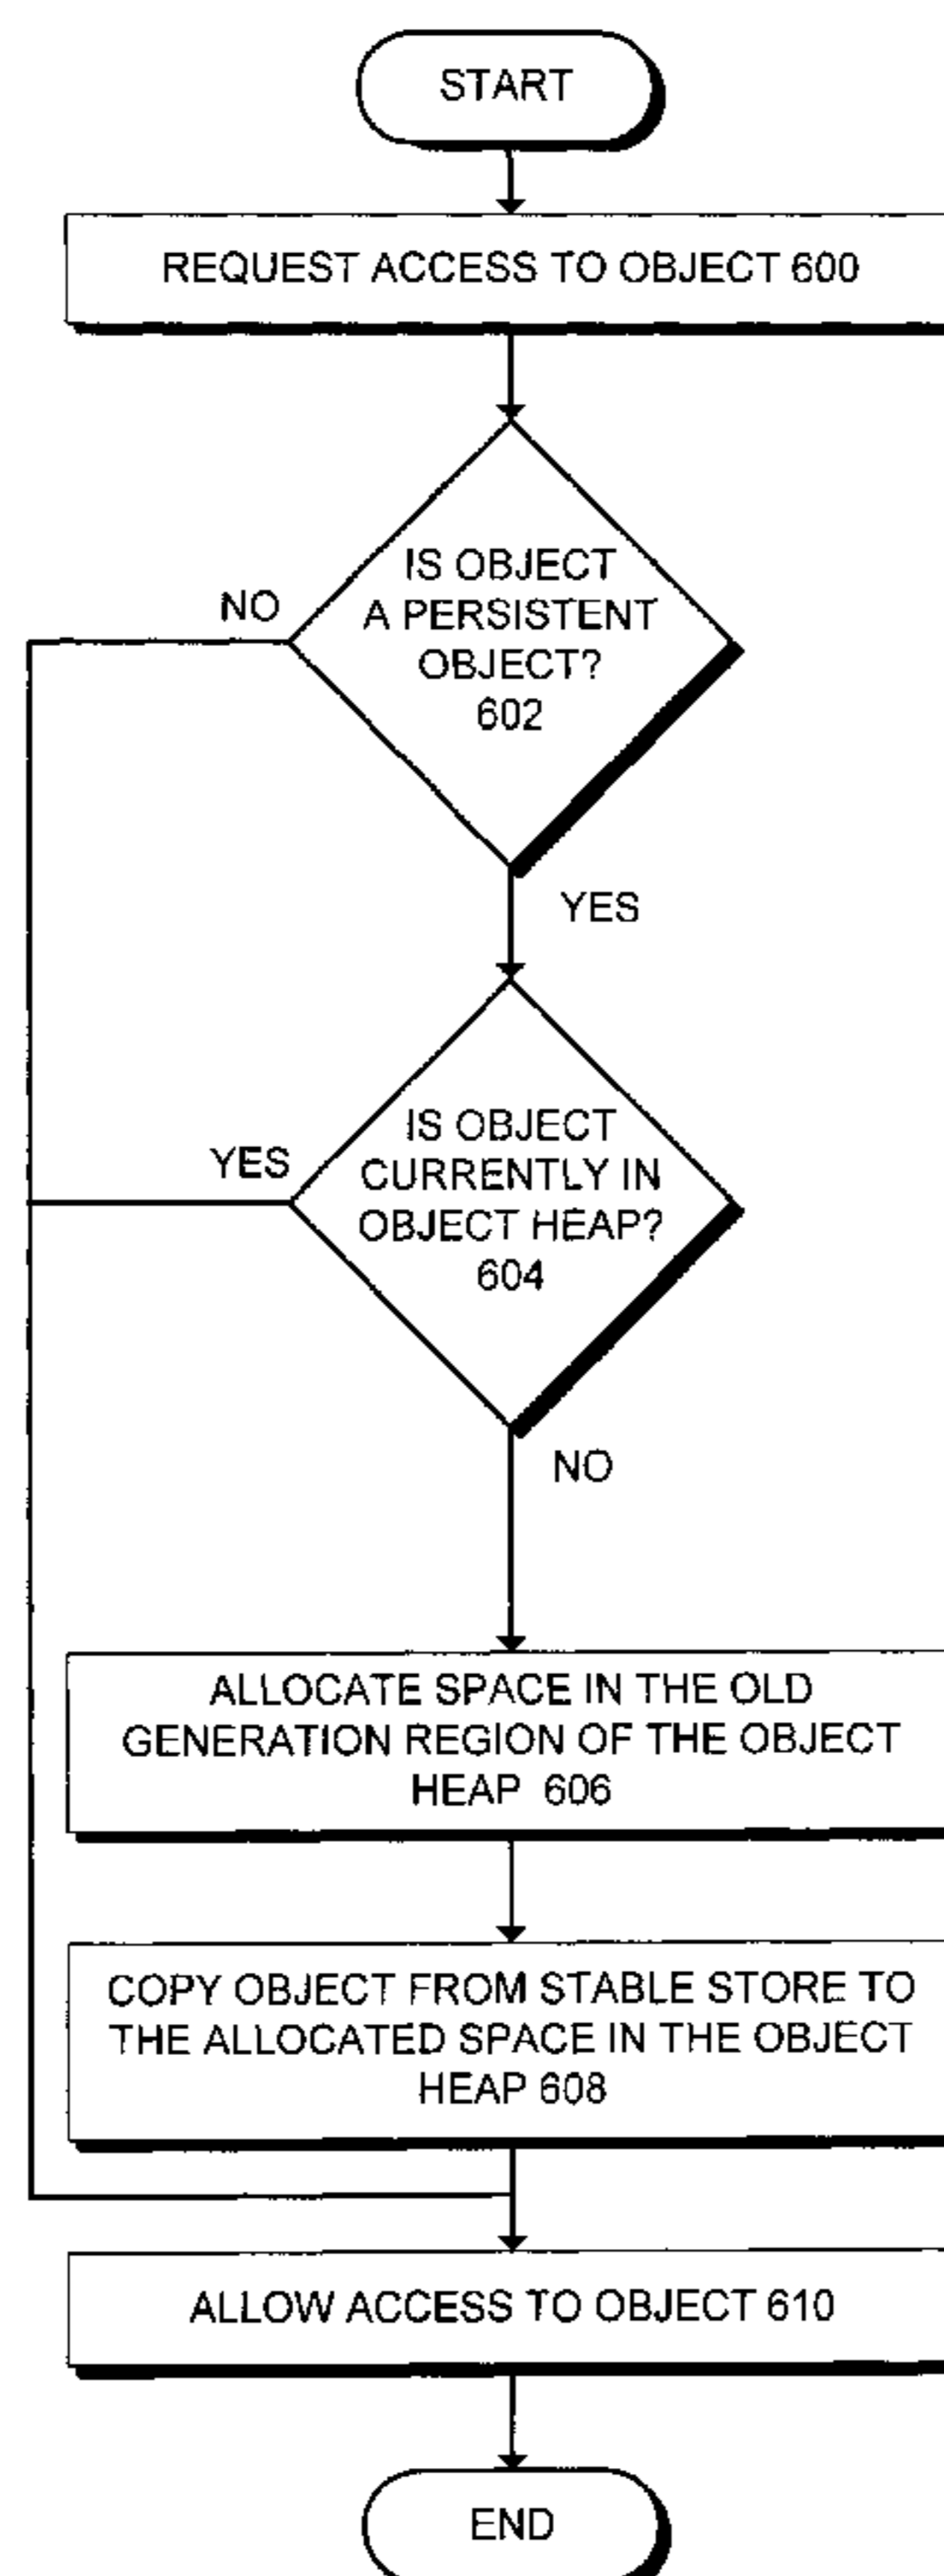 START
REQUEST ACCESS TO OBJECT 600
IS OBJECT
A PERSISTENT
OBJECT?
602
NO
YES
IS OBJECT
CURRENTLY IN
OBJECT HEAP?
604
YES
NO
ALLOCATE SPACE IN THE OLD
GENERATION REGION OF THE OBJECT
HEAP 606
COPY OBJECT FROM STABLE STORE TO
THE ALLOCATED SPACE IN THE OBJECT
HEAP 608
ALLOW ACCESS TO OBJECT 610
END